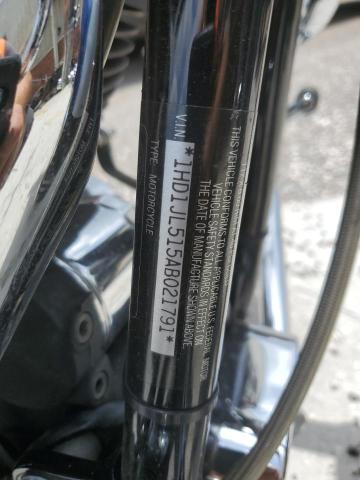 THIS VEHICLE CONFORMS TO ALL APPLICABLE U.S. FEDERAL MOTOR
VEHICLE SAFETY STANDARDS IN EFFECT ON
THE DATE OF MANUFACTURE SHOWN ABOVE.
V.I.N.
*1HD1JL515AB021791*
TYPE: MOTORCYCLE